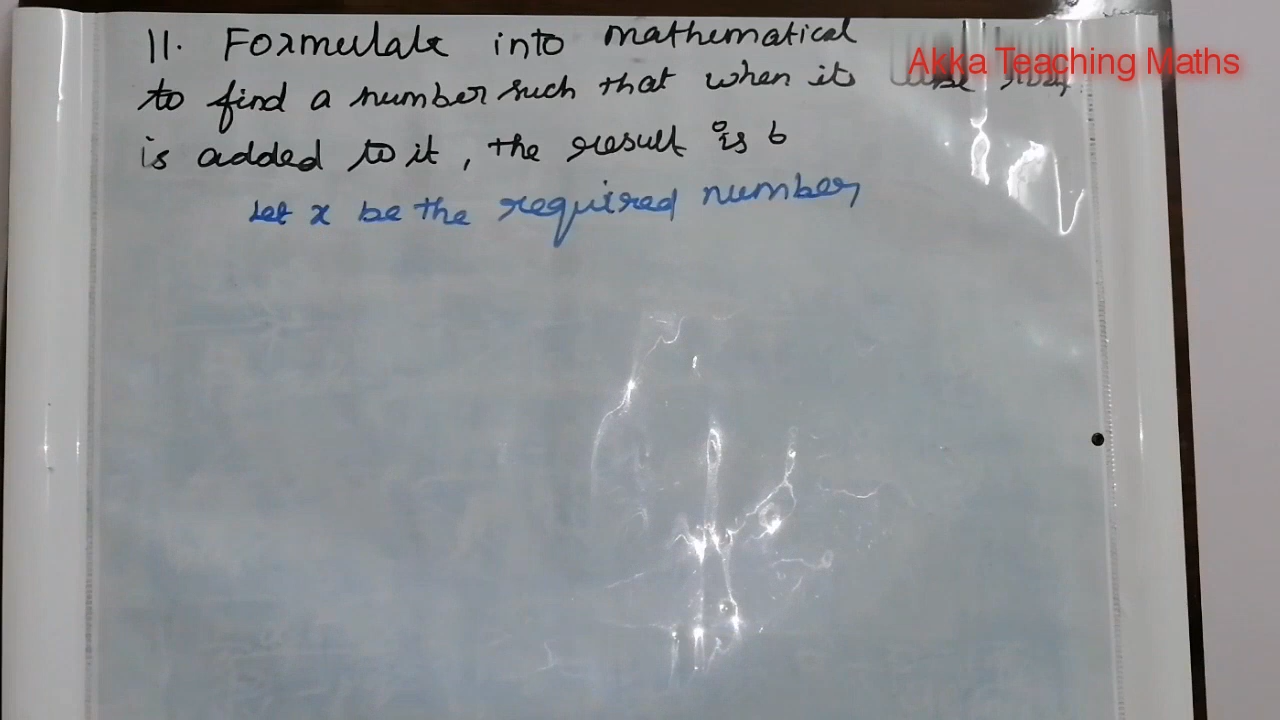 11. Formulate into mathematical
Akka Teaching Maths
to find a number such that when it
is added to it, the result is 6
Let x be the required number,